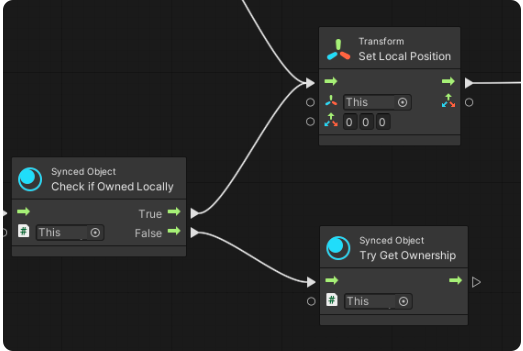 Transform
Set Local Position
This
0 0 0
Synced Object
Check if Owned Locally
True
# This
False
Synced Object
Try Get Ownership
# This